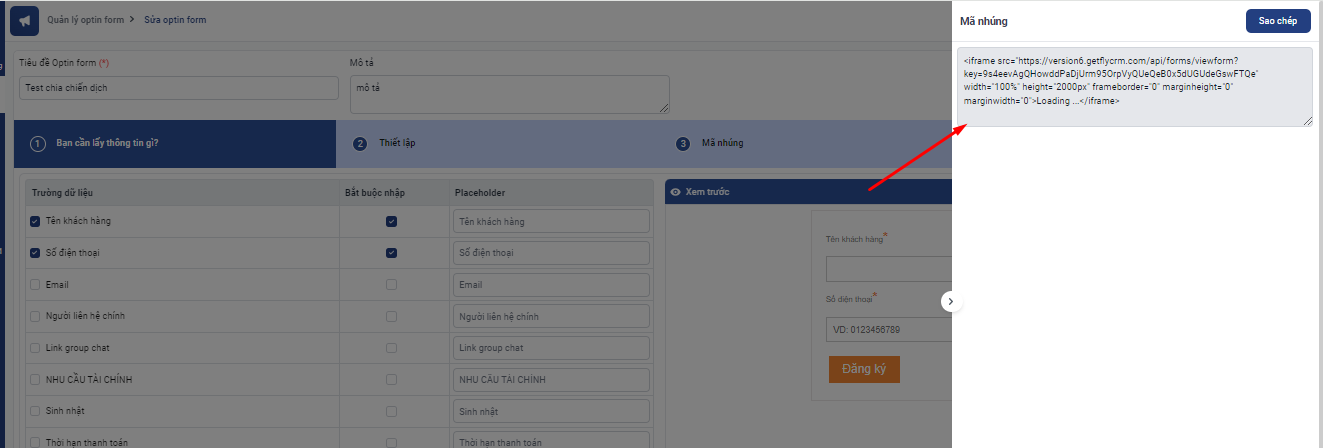 Quản lý optin form > Sửa optin form
Tiêu đề Optin form (*)
Mô tả
Test chia chiến dịch
mô tả
1 Bạn cần lấy thông tin gì?
2 Thiết lập
3 Mã nhúng
Trường dữ liệu Bắt buộc nhập Placeholder
Tên khách hàng Tên khách hàng
Số điện thoại Số điện thoại
Email Email
Người liên hệ chính Người liên hệ chính
Link group chat Link group chat
NHU CẦU TÀI CHÍNH NHU CẦU TÀI CHÍNH
Sinh nhật Sinh nhật
Thời hạn thanh toán Thời hạn thanh toán
Xem trước
Tên khách hàng*
Số điện thoại*
VD: 0123456789
Đăng ký
Mã nhúng
Sao chép
<iframe src="https://version6.getflycrm.com/api/forms/viewform?
key=9s4eevAgQHowddPaDjUrm95OrpVyQUeQeB0x5dUGUdeGswFTQe"
width="100%" height="2000px" frameborder="0" marginheight="0"
marginwidth="0">Loading ...</iframe>